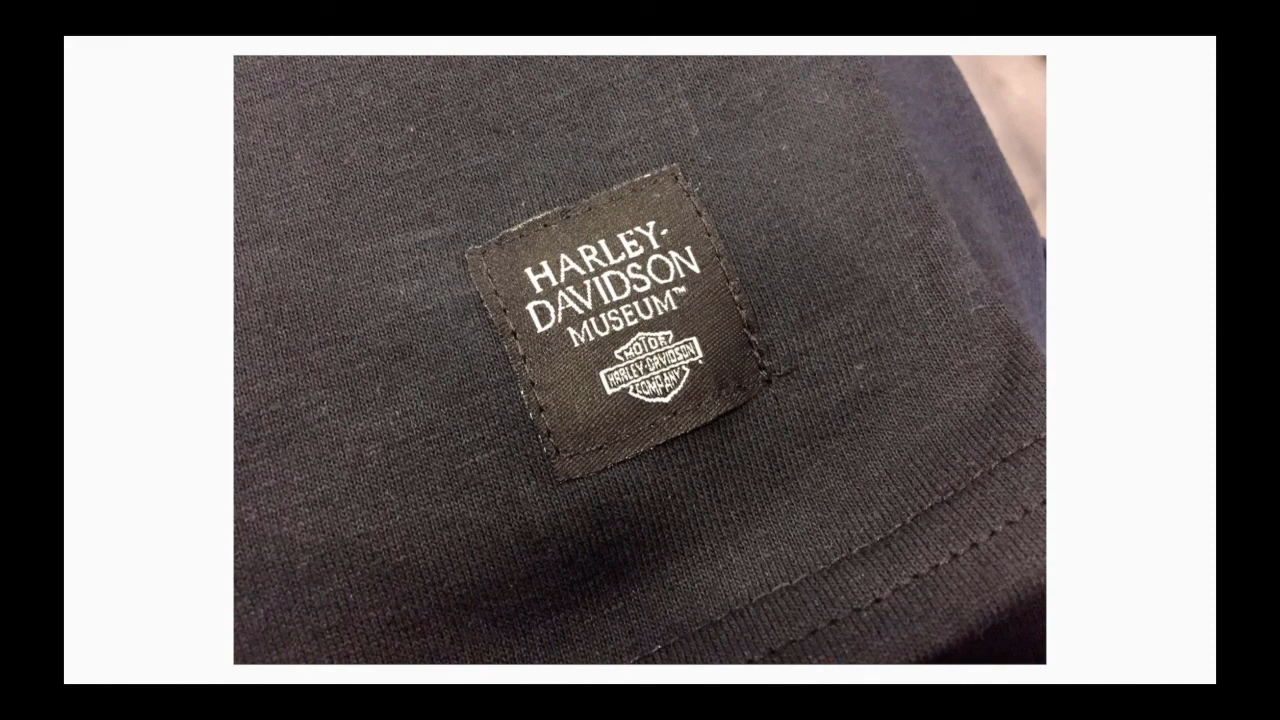 HARLEY-
DAVIDSON
MUSEUM™
MOTOR
HARLEY-DAVIDSON
COMPANY